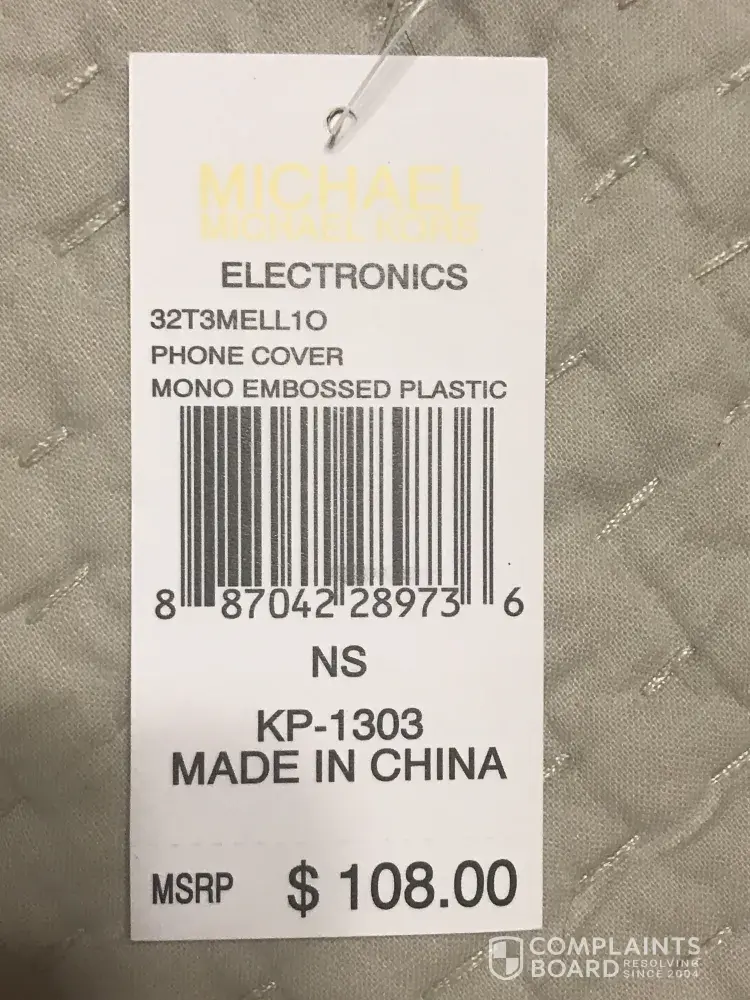 MICHAEL
MICHAEL KORS
ELECTRONICS
32T3MELL1O
PHONE COVER
MONO EMBOSSED PLASTIC
8 87042 28973 6
NS
KP-1303
MADE IN CHINA
MSRP $ 108.00
COMPLAINTS
BOARD RESOLVING
SINCE 2004